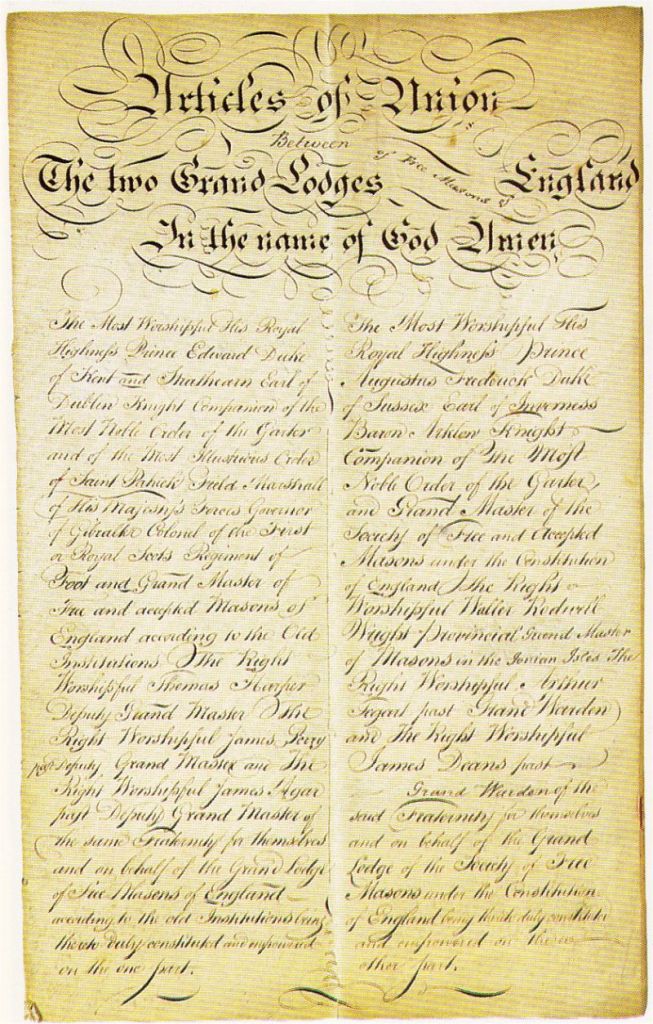 Articles of Union
Between
The two Grand Lodges of Free Masons of England
In the name of God Amen
The Most Worshipful His Royal
Highness Prince Edward Duke
of Kent and Strathearn Earl of
Dublin Knight Companion of the
Most Noble Order of the Garter
and of the Most Illustrious Order
of Saint Patrick Field Marshall
of His Majesty's Forces Governor
of Gibralter Colonel of the First
or Royal Scots Regiment of
Foot and Grand Master of
Free and accepted Masons of
England according to the Old
Institutions The Right
Worshipful Thomas Harper
Deputy Grand Master The
Right Worshipful James Perry
past Deputy Grand Master and The
Right Worshipful James Agar
past Deputy Grand Master of
the same Fraternity for themselves
and on behalf of the Grand Lodge
of Free Masons of England
according to the old Institutions being
thereto duly constituted and empowered
on the one part.
The Most Worshipful His
Royal Highness Prince
Augustus Frederick Duke
of Sussex Earl of Inverness
Baron Arklow Knight
Companion of The Most
Noble Order of the Garter,
and Grand Master of the
Society of Free and Accepted
Masons under the Constitution
of England The Right
Worshipful Waller Rodwell
Wright Provincial Grand Master
of Masons in the Ionian Isles The
Right Worshipful Arthur
Tegart past Grand Warden
and The Right Worshipful
James Deans past
Grand Warden of the
said Fraternity for themselves
and on behalf of the Grand
Lodge of the Society of Free
Masons under the Constitution
of England being thereto duly constituted
and empowered on the
other part.